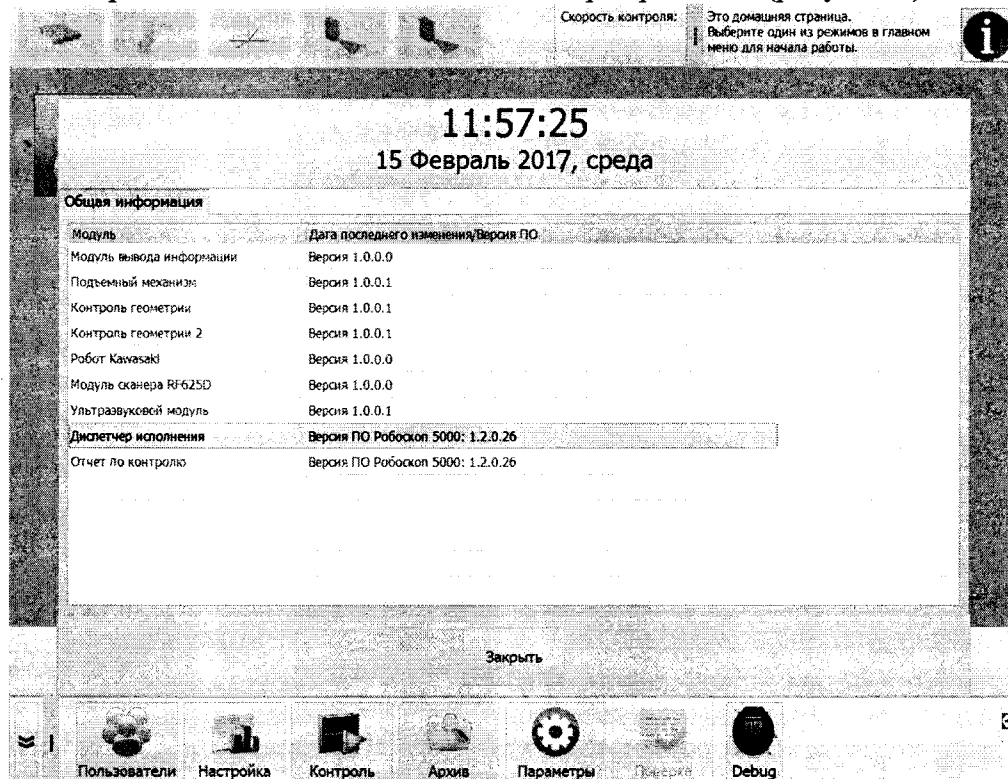 Скорость контроля:
Это домашняя страница.
Выберите один из режимов в главном
меню для начала работы.
11:57:25
15 Февраль 2017, среда
Общая информация
Модуль Дата последнего изменения/Версия ПО
Модуль вывода информации Версия 1.0.0.0
Подъемный механизм Версия 1.0.0.1
Контроль геометрии Версия 1.0.0.1
Контроль геометрии 2 Версия 1.0.0.1
Робот Kawasaki Версия 1.0.0.0
Модуль сканера RF625D Версия 1.0.0.0
Ультразвуковой модуль Версия 1.0.0.1
Диспетчер исполнения Версия ПО Робоскоп 5000: 1.2.0.26
Отчет по контролю Версия ПО Робоскоп 5000: 1.2.0.26
Закрыть
Пользователи Настройка Контроль Архив Параметры Поверка Debug